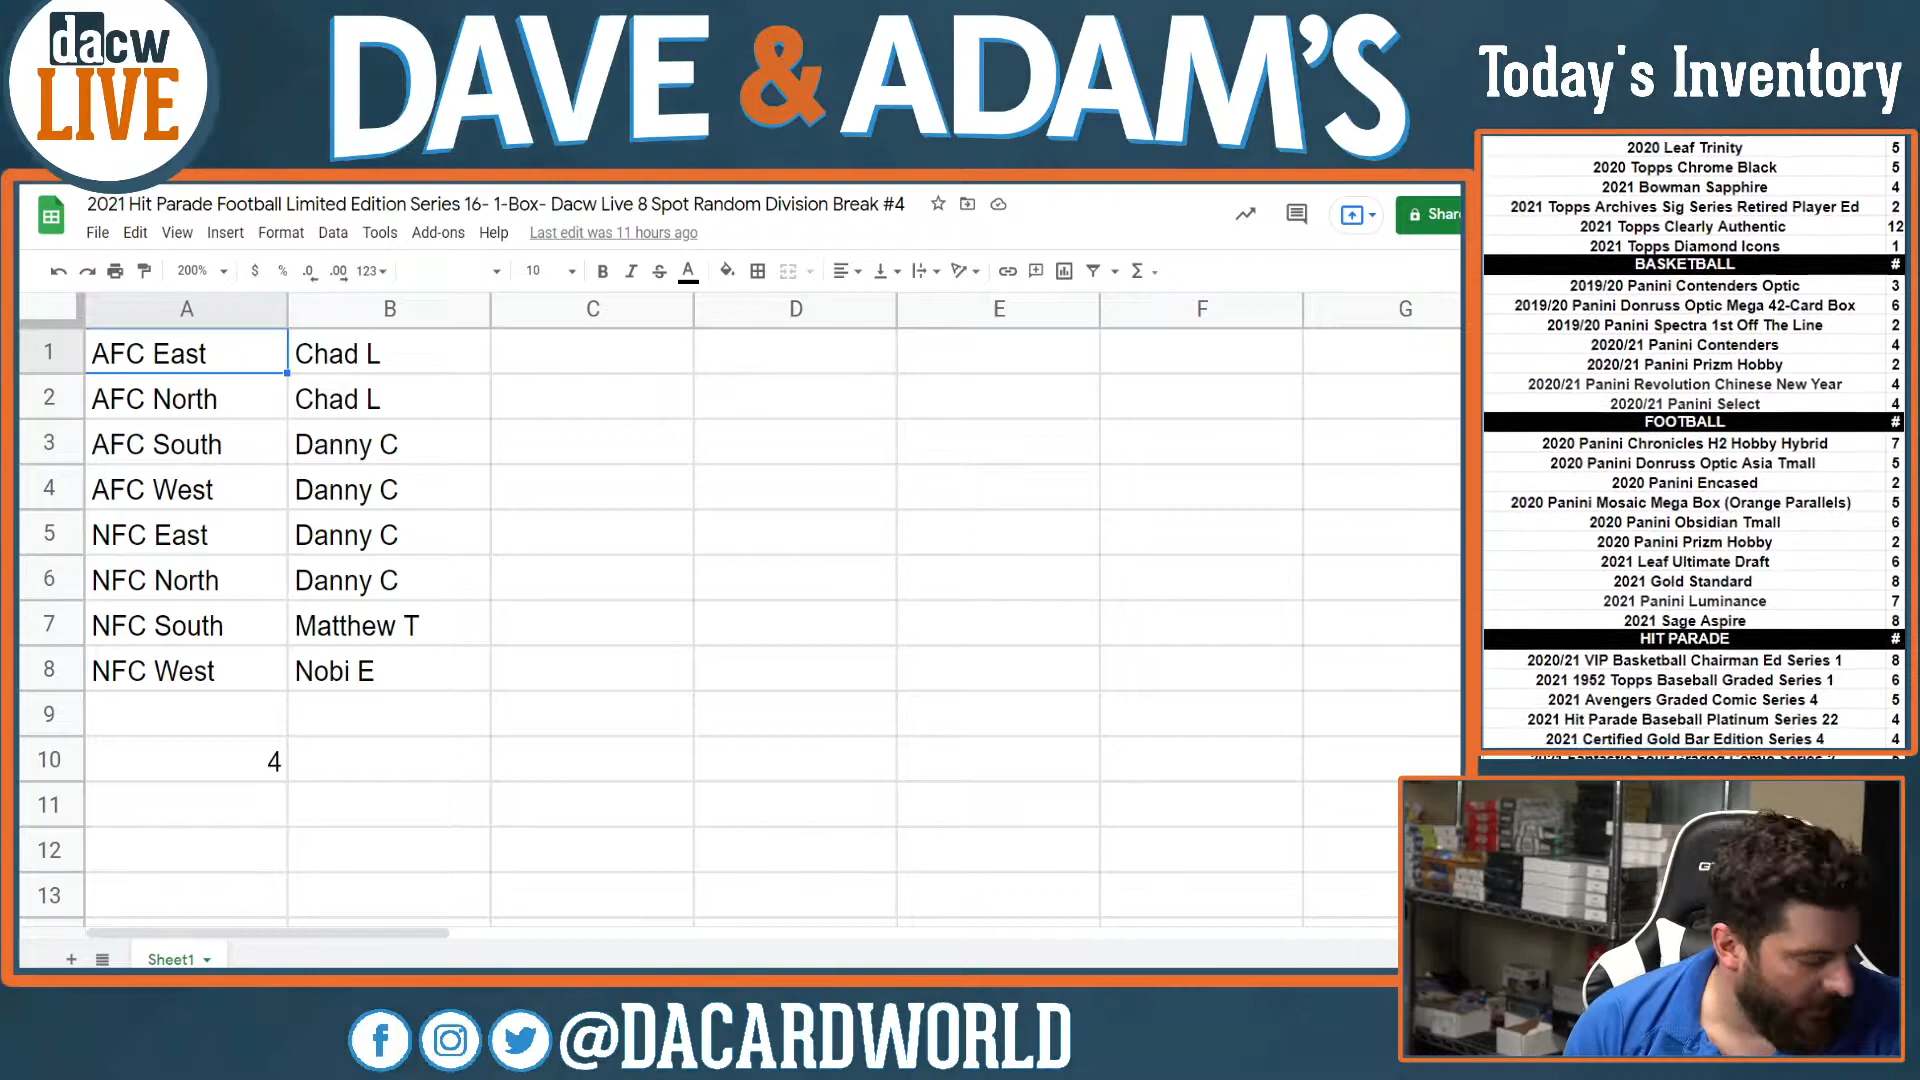 dacw
LIVE
DAVE & ADAM'S
Today's Inventory
2021 Hit Parade Football Limited Edition Series 16- 1-Box- Dacw Live 8 Spot Random Division Break #4
File Edit View Insert Format Data Tools Add-ons Help Last edit was 11 hours ago
Share
200% $ % .0 .00 123 10 B I S A Σ
A B C D E F G
1 AFC East Chad L
2 AFC North Chad L
3 AFC South Danny C
4 AFC West Danny C
5 NFC East Danny C
6 NFC North Danny C
7 NFC South Matthew T
8 NFC West Nobi E
9
10 4
11
12
13
+ Sheet1
2020 Leaf Trinity 5
2020 Topps Chrome Black 5
2021 Bowman Sapphire 4
2021 Topps Archives Sig Series Retired Player Ed 2
2021 Topps Clearly Authentic 12
2021 Topps Diamond Icons 1
BASKETBALL #
2019/20 Panini Contenders Optic 3
2019/20 Panini Donruss Optic Mega 42-Card Box 6
2019/20 Panini Spectra 1st Off The Line 2
2020/21 Panini Contenders 4
2020/21 Panini Prizm Hobby 2
2020/21 Panini Revolution Chinese New Year 4
2020/21 Panini Select 4
FOOTBALL #
2020 Panini Chronicles H2 Hobby Hybrid 7
2020 Panini Donruss Optic Asia Tmall 5
2020 Panini Encased 2
2020 Panini Mosaic Mega Box (Orange Parallels) 5
2020 Panini Obsidian Tmall 6
2020 Panini Prizm Hobby 2
2021 Leaf Ultimate Draft 6
2021 Gold Standard 8
2021 Panini Luminance 7
2021 Sage Aspire 8
HIT PARADE #
2020/21 VIP Basketball Chairman Ed Series 1 8
2021 1952 Topps Baseball Graded Series 1 6
2021 Avengers Graded Comic Series 4 5
2021 Hit Parade Baseball Platinum Series 22 4
2021 Certified Gold Bar Edition Series 4 4
@DACARDWORLD